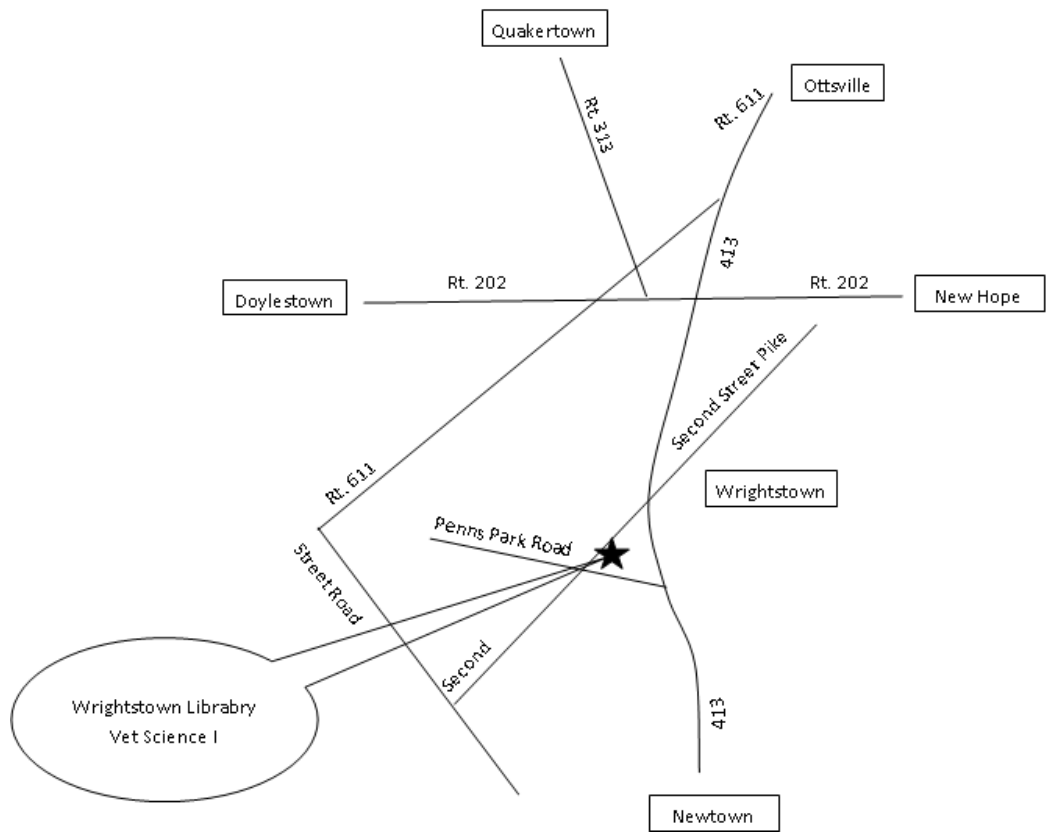 Quakertown
Ottsville
Rt. 611
Rt. 313
413
Rt. 202
Rt. 202
Doylestown
New Hope
Second Street Pike
Rt. 611
Wrightstown
Penns Park Road
Street Road
Second
Wrightstown Librabry
Vet Science I
413
Newtown